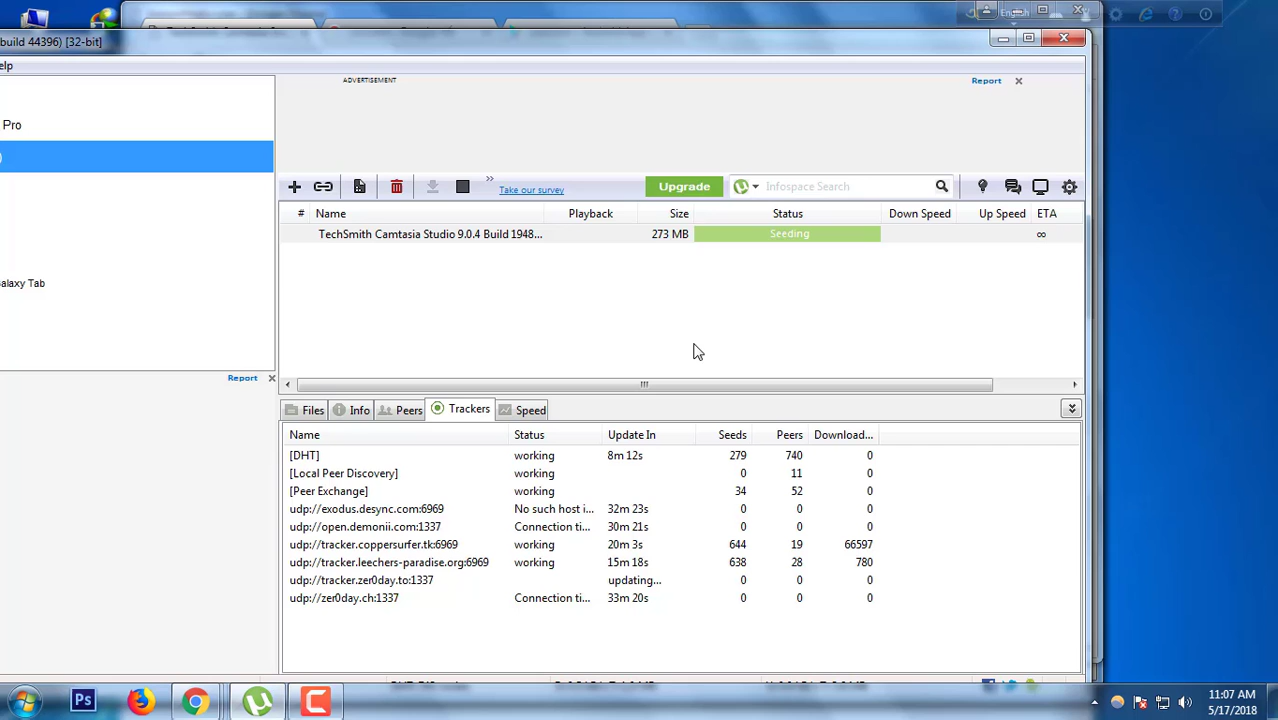 English
build 44396) [32-bit]
elp
ADVERTISEMENT
Report
Pro
)
Take our survey
Upgrade
Infospace Search
# Name Playback Size Status Down Speed Up Speed ETA
TechSmith Camtasia Studio 9.0.4 Build 1948... 273 MB Seeding ∞
alaxy Tab
Report
Files Info Peers Trackers Speed
Name Status Update In Seeds Peers Download...
[DHT] working 8m 12s 279 740 0
[Local Peer Discovery] working 0 11 0
[Peer Exchange] working 34 52 0
udp://exodus.desync.com:6969 No such host i... 32m 23s 0 0 0
udp://open.demonii.com:1337 Connection ti... 30m 21s 0 0 0
udp://tracker.coppersurfer.tk:6969 working 20m 3s 644 19 66597
udp://tracker.leechers-paradise.org:6969 working 15m 18s 638 28 780
udp://tracker.zer0day.to:1337 updating... 0 0 0
udp://zer0day.ch:1337 Connection ti... 33m 20s 0 0 0
Ps
11:07 AM
5/17/2018